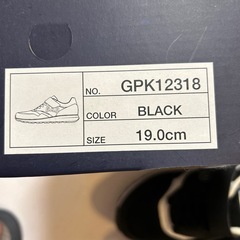 NO. GPK12318
COLOR BLACK
SIZE 19.0cm